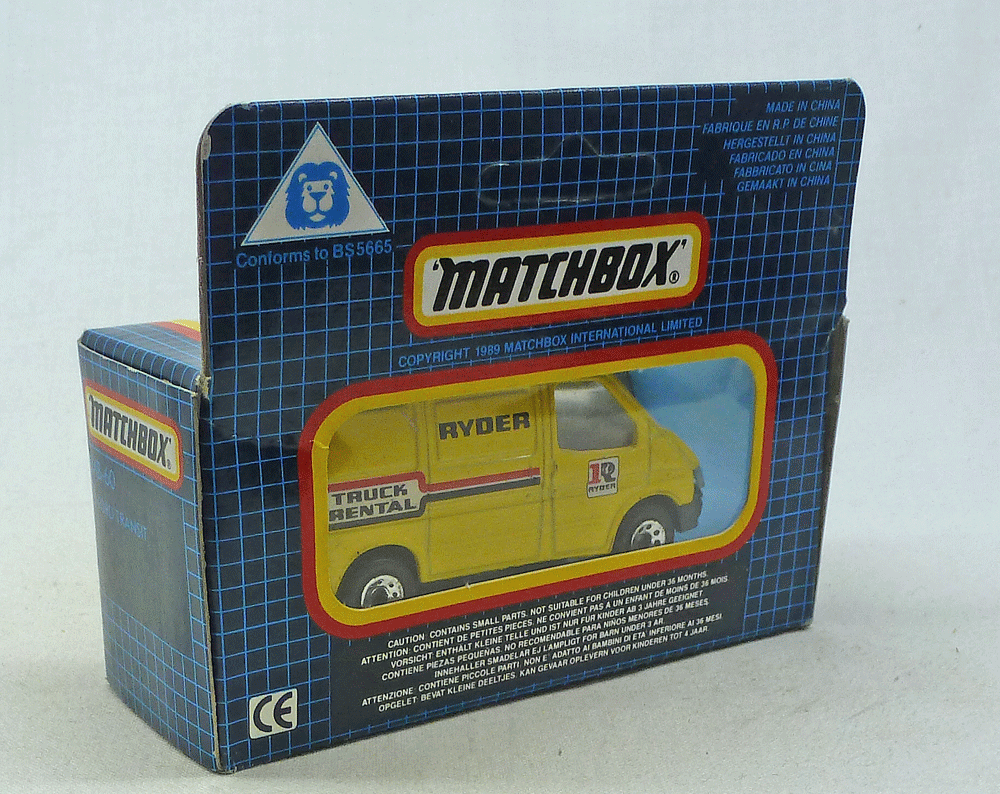 MADE IN CHINA
FABRIQUE EN R.P. DE CHINE
HERGESTELLT IN CHINA
FABRICADO EN CHINA
FABBRICATO IN CINA
GEMAAKT IN CHINA
Conforms to BS5665
'MATCHBOX'®
COPYRIGHT 1989 MATCHBOX INTERNATIONAL LIMITED
'MATCHBOX'®
TRANSIT
RYDER
TRUCK
RENTAL
R
RYDER
CAUTION: CONTAINS SMALL PARTS. NOT SUITABLE FOR CHILDREN UNDER 36 MONTHS.
ATTENTION: CONTIENT DE PETITES PIECES. NE CONVIENT PAS A UN ENFANT DE MOINS DE 36 MOIS.
VORSICHT: ENTHÄLT KLEINE TEILE UND IST NUR FÜR KINDER AB 3 JAHRE GEEIGNET.
CONTIENE PIEZAS PEQUENAS. NO RECOMENDABLE PARA NIÑOS MENORES DE 36 MESES.
INNEHALLER SMADELAR EJ LAMPLIGT FOR BARN UNDER 3 AR.
ATTENZIONE: CONTIENE PICCOLE PARTI. NON E' ADATTO AI BAMBINI DI ETA' INFERIORE AI 36 MESI.
OPGELET: BEVAT KLEINE DEELTJES. KAN GEVAAR OPLEVERN VOOR KINDEREN TOT 4 JAAR.
CE